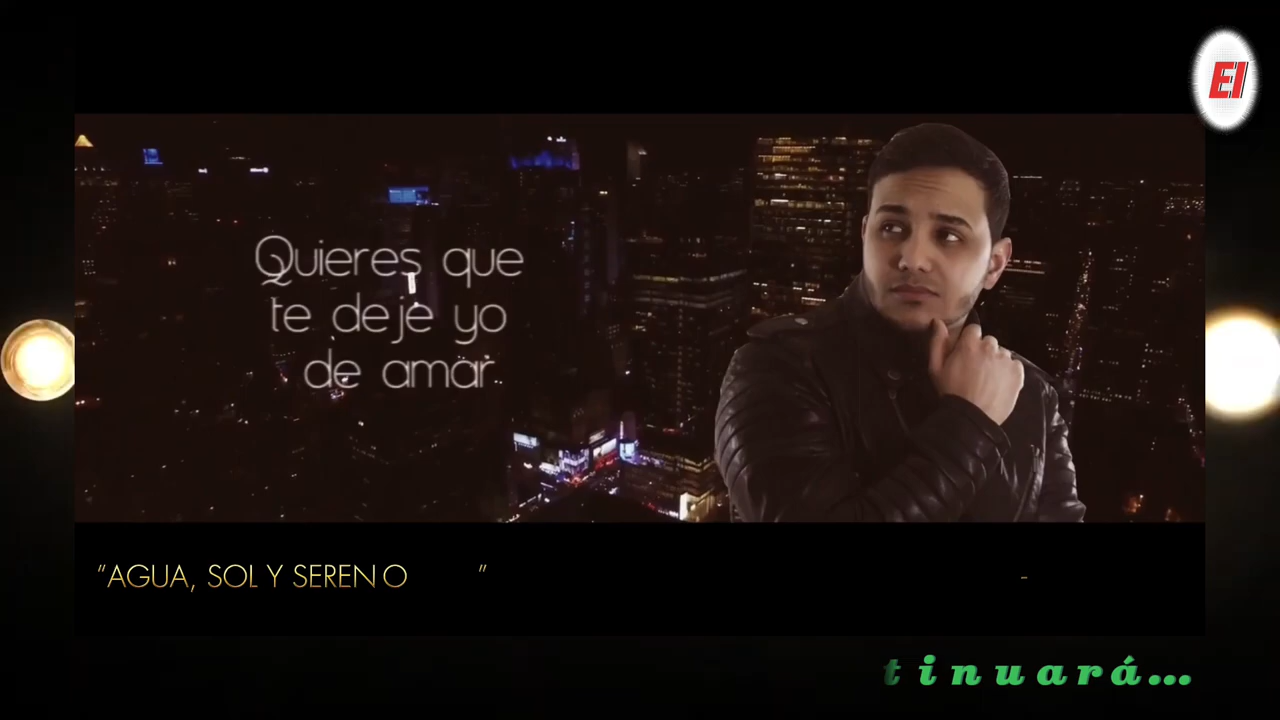 EI
Quieres que
te deje yo
de amar
“AGUA, SOL Y SERENO ” -
tinuará...